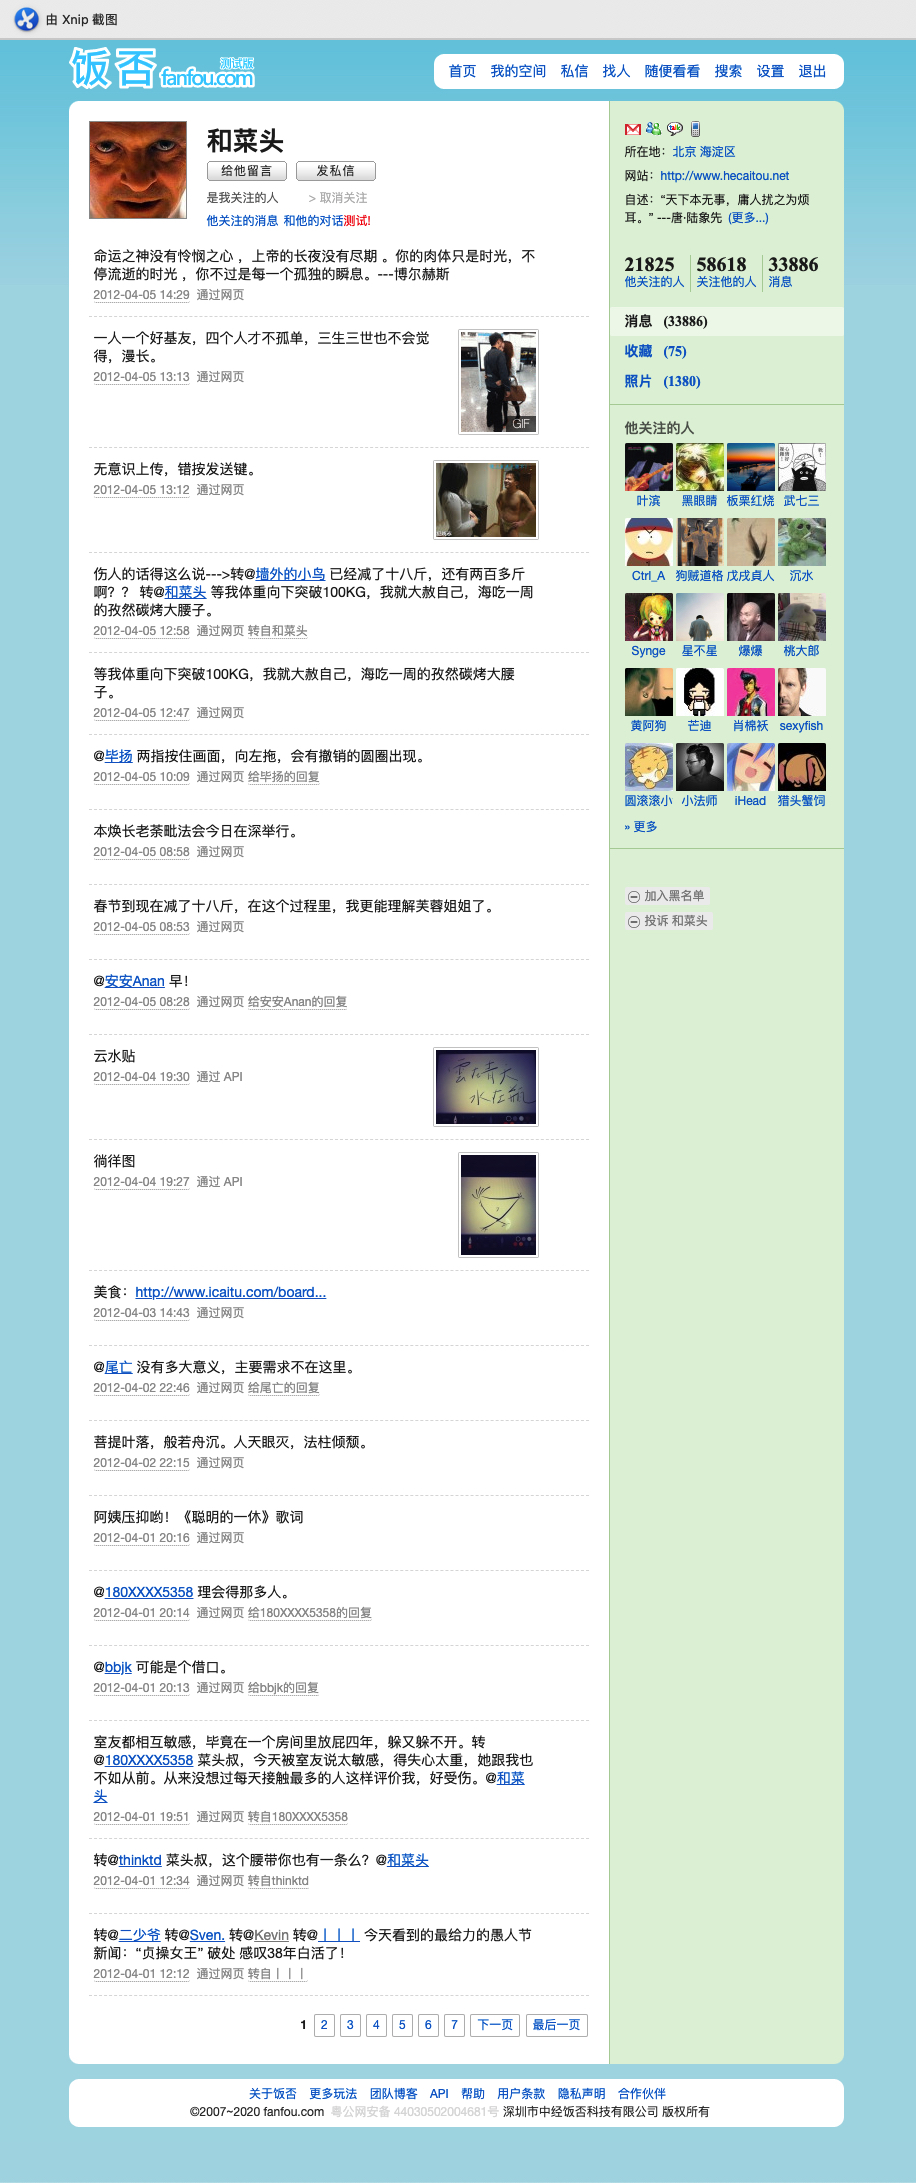 由 Xnip 截图
饭否 测试版 fanfou.com
首页 我的空间 私信 找人 随便看看 搜索 设置 退出
和菜头
给他留言 发私信
是我关注的人 > 取消关注
他关注的消息 和他的对话测试!
命运之神没有怜悯之心 ，上帝的长夜没有尽期 。你的肉体只是时光，不
停流逝的时光 ，你不过是每一个孤独的瞬息。---博尔赫斯
2012-04-05 14:29 通过网页
一人一个好基友，四个人才不孤单，三生三世也不会觉
得，漫长。
2012-04-05 13:13 通过网页
GIF
无意识上传，错按发送键。
2012-04-05 13:12 通过网页
伤人的话得这么说--->转@墙外的小鸟 已经减了十八斤，还有两百多斤
啊？？ 转@和菜头 等我体重向下突破100KG，我就大赦自己，海吃一周
的孜然碳烤大腰子。
2012-04-05 12:58 通过网页 转自和菜头
等我体重向下突破100KG，我就大赦自己，海吃一周的孜然碳烤大腰
子。
2012-04-05 12:47 通过网页
@毕扬 两指按住画面，向左拖，会有撤销的圆圈出现。
2012-04-05 10:09 通过网页 给毕扬的回复
本焕长老荼毗法会今日在深举行。
2012-04-05 08:58 通过网页
春节到现在减了十八斤，在这个过程里，我更能理解芙蓉姐姐了。
2012-04-05 08:53 通过网页
@安安Anan 早！
2012-04-05 08:28 通过网页 给安安Anan的回复
云水贴
2012-04-04 19:30 通过 API
雲在青天
水在瓶
徜徉图
2012-04-04 19:27 通过 API
美食：http://www.icaitu.com/board...
2012-04-03 14:43 通过网页
@尾亡 没有多大意义，主要需求不在这里。
2012-04-02 22:46 通过网页 给尾亡的回复
菩提叶落，般若舟沉。人天眼灭，法柱倾颓。
2012-04-02 22:15 通过网页
阿姨压抑哟！《聪明的一休》歌词
2012-04-01 20:16 通过网页
@180XXXX5358 理会得那多人。
2012-04-01 20:14 通过网页 给180XXXX5358的回复
@bbjk 可能是个借口。
2012-04-01 20:13 通过网页 给bbjk的回复
室友都相互敏感，毕竟在一个房间里放屁四年，躲又躲不开。转
@180XXXX5358 菜头叔，今天被室友说太敏感，得失心太重，她跟我也
不如从前。从来没想过每天接触最多的人这样评价我，好受伤。@和菜
头
2012-04-01 19:51 通过网页 转自180XXXX5358
转@thinktd 菜头叔，这个腰带你也有一条么？@和菜头
2012-04-01 12:34 通过网页 转自thinktd
转@二少爷 转@Sven. 转@Kevin 转@丨丨丨 今天看到的最给力的愚人节
新闻：“贞操女王” 破处 感叹38年白活了！
2012-04-01 12:12 通过网页 转自丨丨丨
1 2 3 4 5 6 7 下一页 最后一页
所在地：北京 海淀区
网站：http://www.hecaitou.net
自述：“天下本无事，庸人扰之为烦
耳。” ---唐·陆象先 (更多...)
21825 58618 33886
他关注的人 关注他的人 消息
消息 (33886)
收藏 (75)
照片 (1380)
他关注的人
叶滨 黑眼睛 板栗红烧 武七三
Ctrl_A 狗贼道格 戊戌貞人 沉水
Synge 星不星 爆爆 桃大郎
黄阿狗 芒迪 肖棉袄 sexyfish
圆滚滚小 小法师 iHead 猎头蟹饲
» 更多
加入黑名单
投诉 和菜头
关于饭否 更多玩法 团队博客 API 帮助 用户条款 隐私声明 合作伙伴
©2007~2020 fanfou.com 粤公网安备 44030502004681号 深圳市中经饭否科技有限公司 版权所有